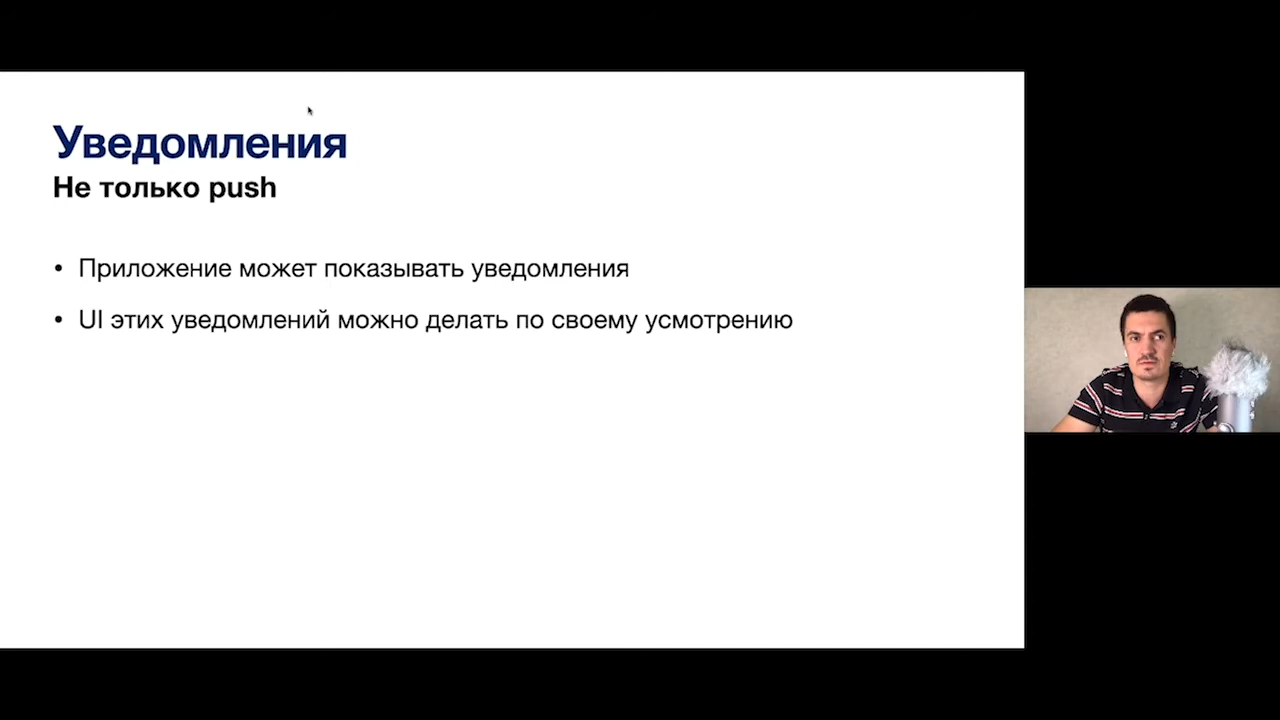 Уведомления
Не только push
• Приложение может показывать уведомления
• UI этих уведомлений можно делать по своему усмотрению